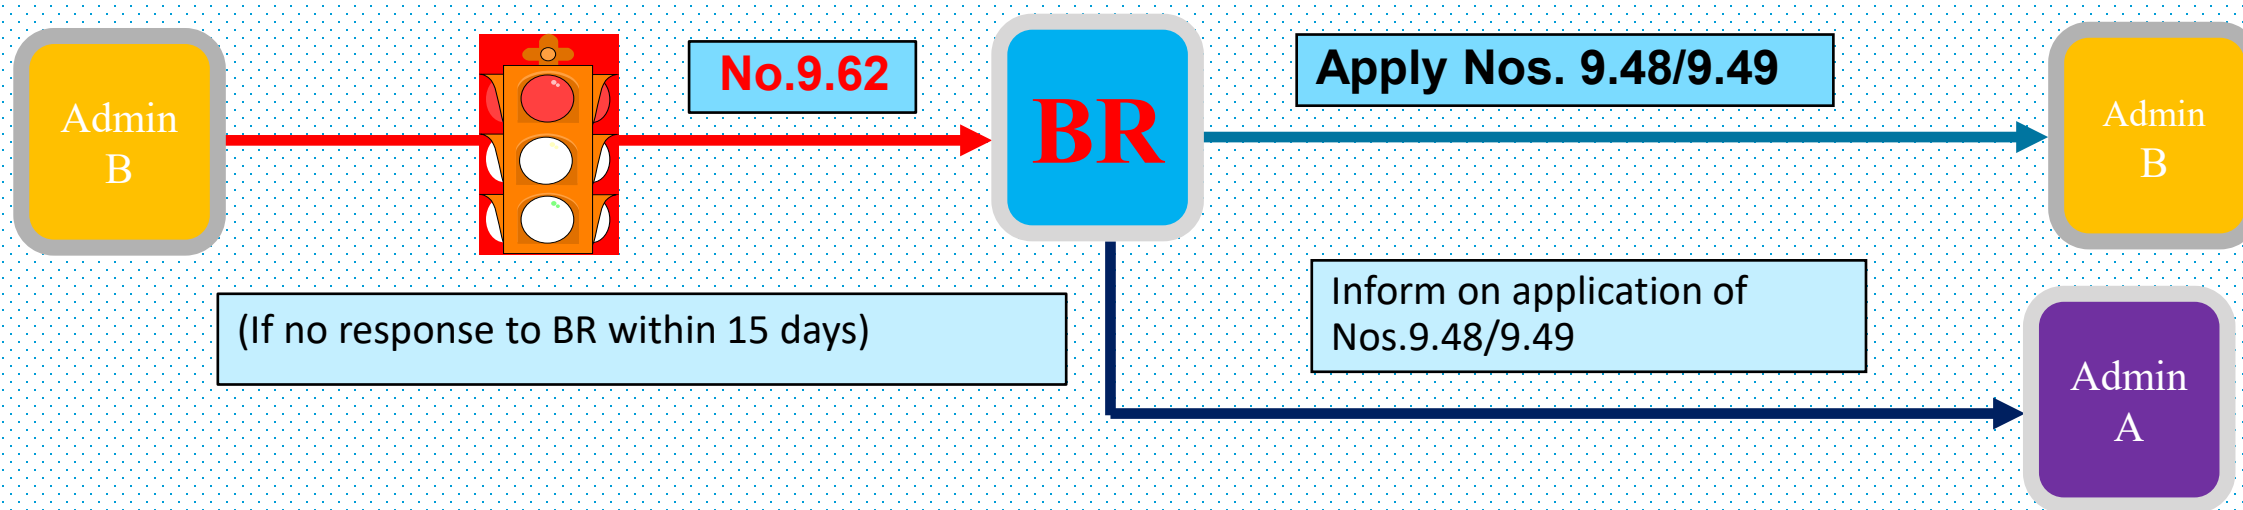 Admin
B
No.9.62
BR
Apply Nos. 9.48/9.49
Admin
B
(If no response to BR within 15 days)
Inform on application of
Nos.9.48/9.49
Admin
A